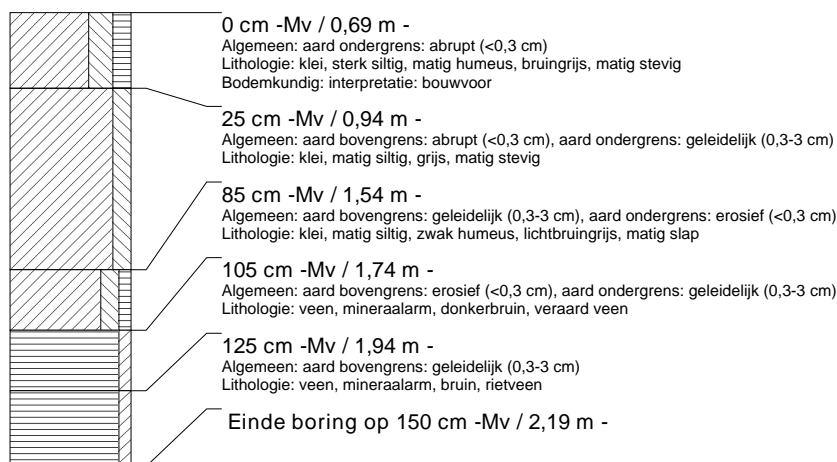 0 cm -Mv / 0,69 m -
Algemeen: aard ondergrens: abrupt (<0,3 cm)
Lithologie: klei, sterk siltig, matig humeus, bruingrijs, matig stevig
Bodemkundig: interpretatie: bouwvoor
25 cm -Mv / 0,94 m -
Algemeen: aard bovengrens: abrupt (<0,3 cm), aard ondergrens: geleidelijk (0,3-3 cm)
Lithologie: klei, matig siltig, grijs, matig stevig
85 cm -Mv / 1,54 m -
Algemeen: aard bovengrens: geleidelijk (0,3-3 cm), aard ondergrens: erosief (<0,3 cm)
Lithologie: klei, matig siltig, zwak humeus, lichtbruingrijs, matig slap
105 cm -Mv / 1,74 m -
Algemeen: aard bovengrens: erosief (<0,3 cm), aard ondergrens: geleidelijk (0,3-3 cm)
Lithologie: veen, mineraalarm, donkerbruin, veraard veen
125 cm -Mv / 1,94 m -
Algemeen: aard bovengrens: geleidelijk (0,3-3 cm)
Lithologie: veen, mineraalarm, bruin, rietveen
Einde boring op 150 cm -Mv / 2,19 m -